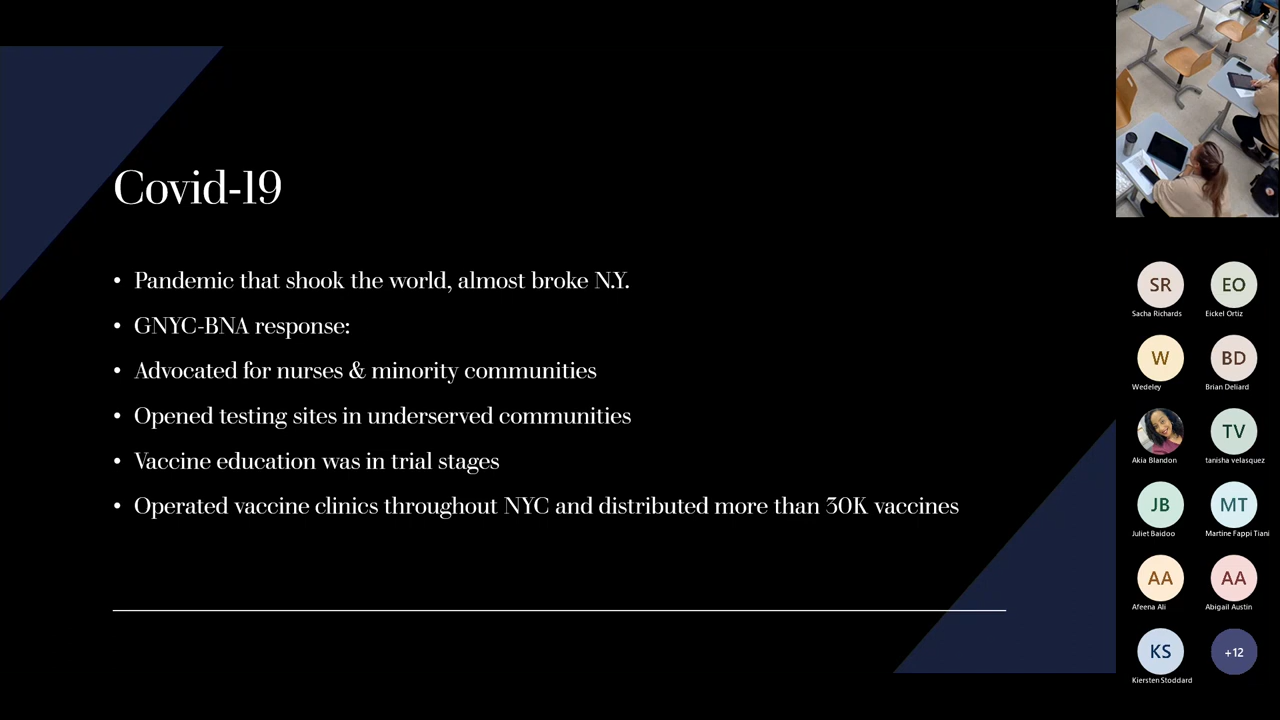 Covid-19
• Pandemic that shook the world, almost broke N.Y.
• GNYC-BNA response:
• Advocated for nurses & minority communities
• Opened testing sites in underserved communities
• Vaccine education was in trial stages
• Operated vaccine clinics throughout NYC and distributed more than 30K vaccines
SR EO
Sacha Richards Eickel Ortiz
W BD
Wedeley Brian Deliard
TV
Akia Blandon tanisha velasquez
JB MT
Juliet Baidoo Martine Fappi Tiani
AA AA
Afeena Ali Abigail Austin
KS +12
Kiersten Stoddard